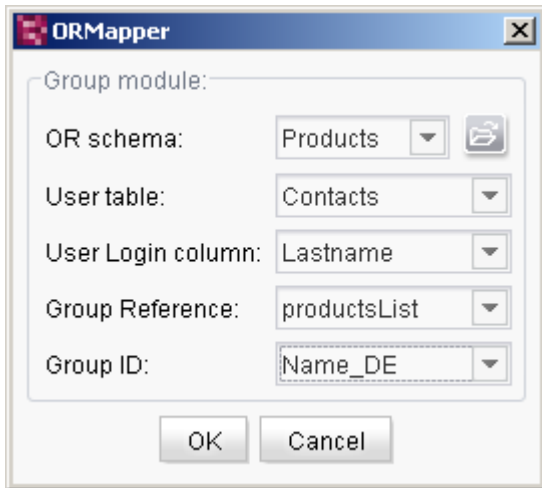 ORMapper
Group module:
OR schema: Products
User table: Contacts
User Login column: Lastname
Group Reference: productsList
Group ID: Name_DE
OK Cancel